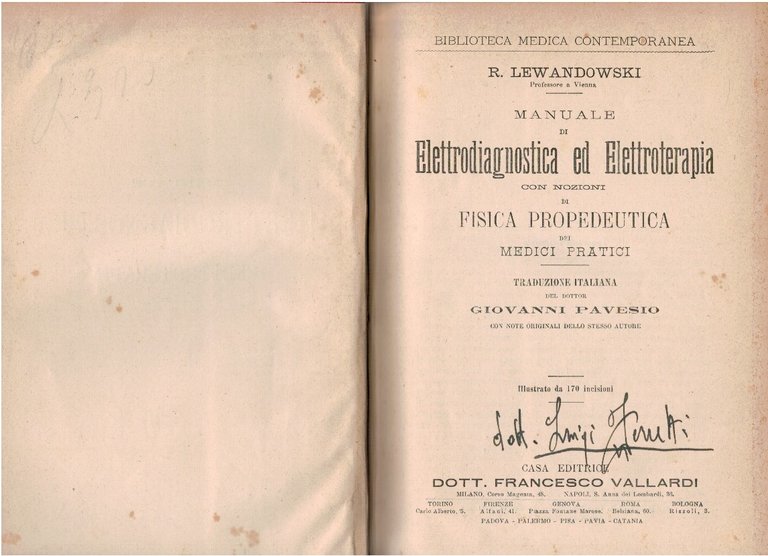 BIBLIOTECA MEDICA CONTEMPORANEA
R. LEWANDOWSKI
Professore a Vienna
MANUALE
DI
Elettrodiagnostica ed Elettroterapia
CON NOZIONI
DI
FISICA PROPEDEUTICA
DEI
MEDICI PRATICI
TRADUZIONE ITALIANA
DEL DOTTOR
GIOVANNI PAVESIO
CON NOTE ORIGINALI DELLO STESSO AUTORE
Illustrato da 170 incisioni
dott. Luigi
CASA EDITRICE
DOTT. FRANCESCO VALLARDI
MILANO, Corso Magenta, 48. NAPOLI, S. Anna dei Lombardi, 36.
TORINO FIRENZE GENOVA ROMA BOLOGNA
Carlo Alberto, 5. Alfani, 41. Piazza Fontane Marose. Bobiana, 60. Rizzoli, 3.
PADOVA - PALERMO - PISA - PAVIA - CATANIA